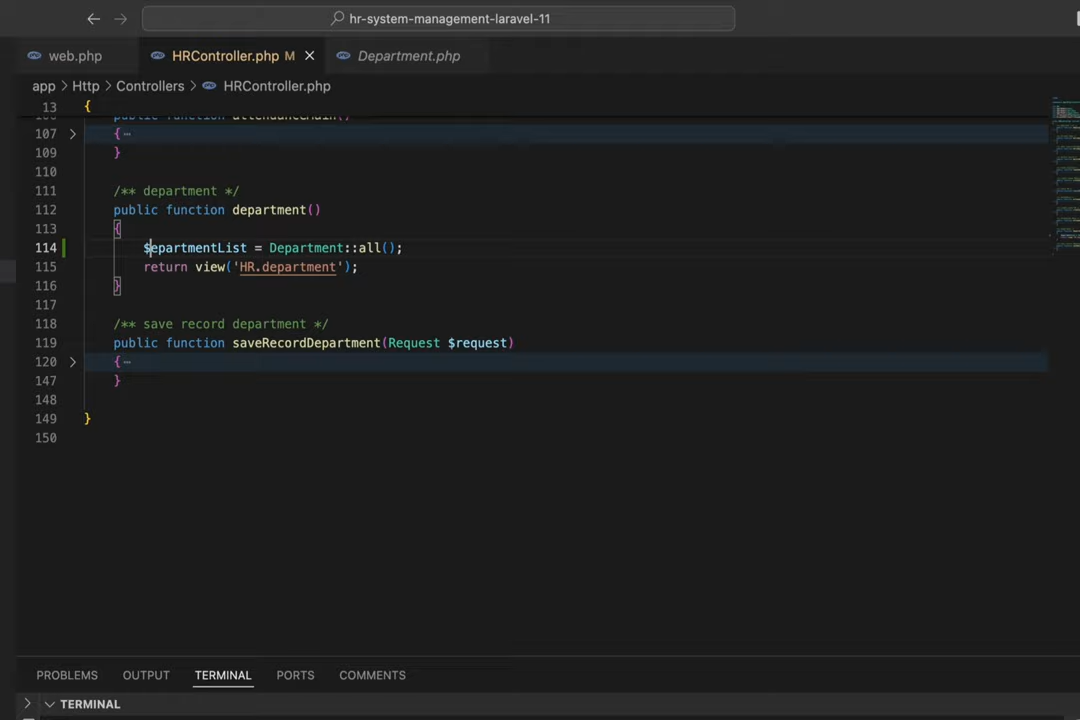 hr-system-management-laravel-11
web.php HRController.php M Department.php
app > Http > Controllers > HRController.php
13 {
107 {
109 }
110
111 /** department */
112 public function department()
113 {
114 $epartmentList = Department::all();
115 return view('HR.department');
116 }
117
118 /** save record department */
119 public function saveRecordDepartment(Request $request)
120 {
147 }
148
149 }
150
PROBLEMS OUTPUT TERMINAL PORTS COMMENTS
TERMINAL